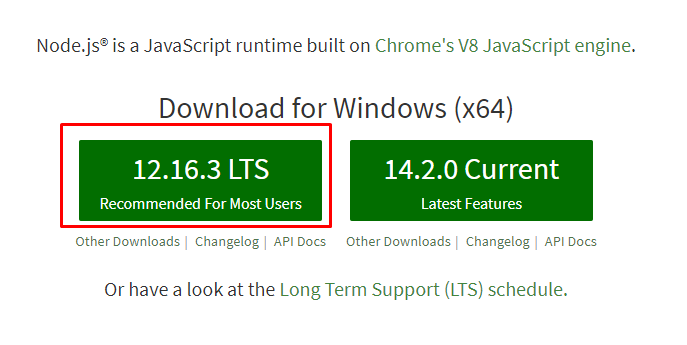 Node.js® is a JavaScript runtime built on Chrome's V8 JavaScript engine.
Download for Windows (x64)
12.16.3 LTS
Recommended For Most Users
14.2.0 Current
Latest Features
Other Downloads | Changelog | API Docs
Other Downloads | Changelog | API Docs
Or have a look at the Long Term Support (LTS) schedule.